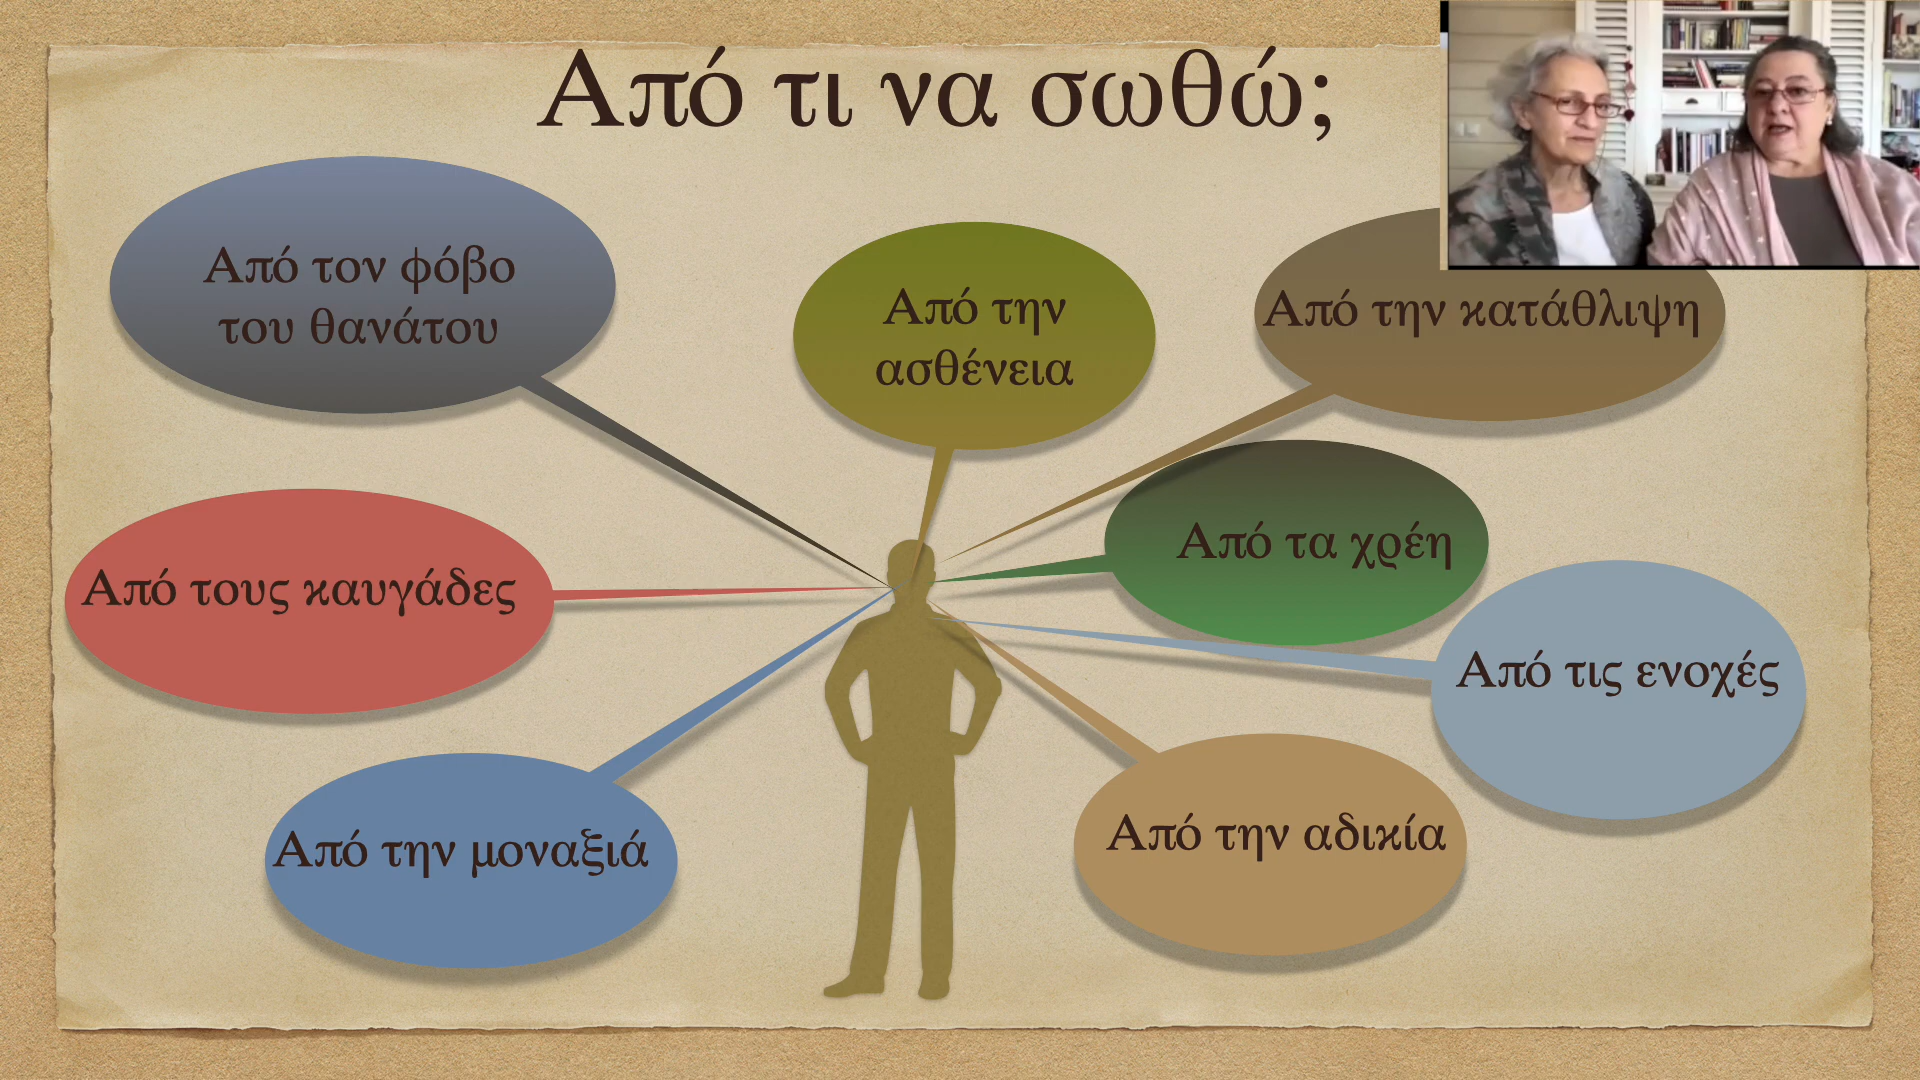 Από τι να σωθώ;
Από τον φόβο
του θανάτου
Από την
ασθένεια
Από την κατάθλιψη
Από τα χρέη
Από τους καυγάδες
Από τις ενοχές
Από την μοναξιά
Από την αδικία